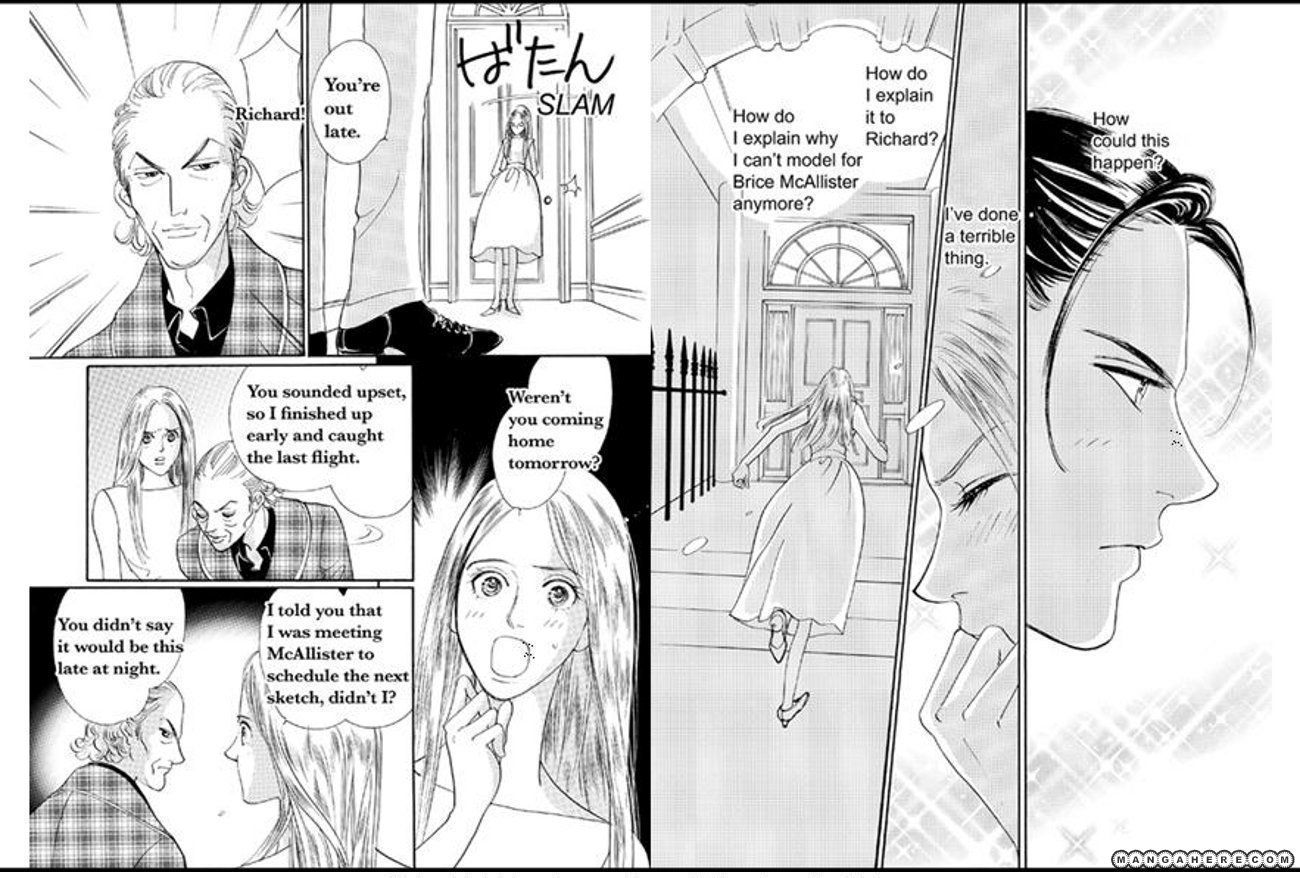 How
could this
happen?
I've done
a terrible
thing.
How do
I explain
it to
Richard?
How do
I explain why
I can't model for
Brice McAllister
anymore?
ばたん
SLAM
You're
out
late.
Richard!
Weren't
you coming
home
tomorrow?
You sounded upset,
so I finished up
early and caught
the last flight.
I told you that
I was meeting
McAllister to
schedule the next
sketch, didn't I?
You didn't say
it would be this
late at night.
MANGAHERE.COM